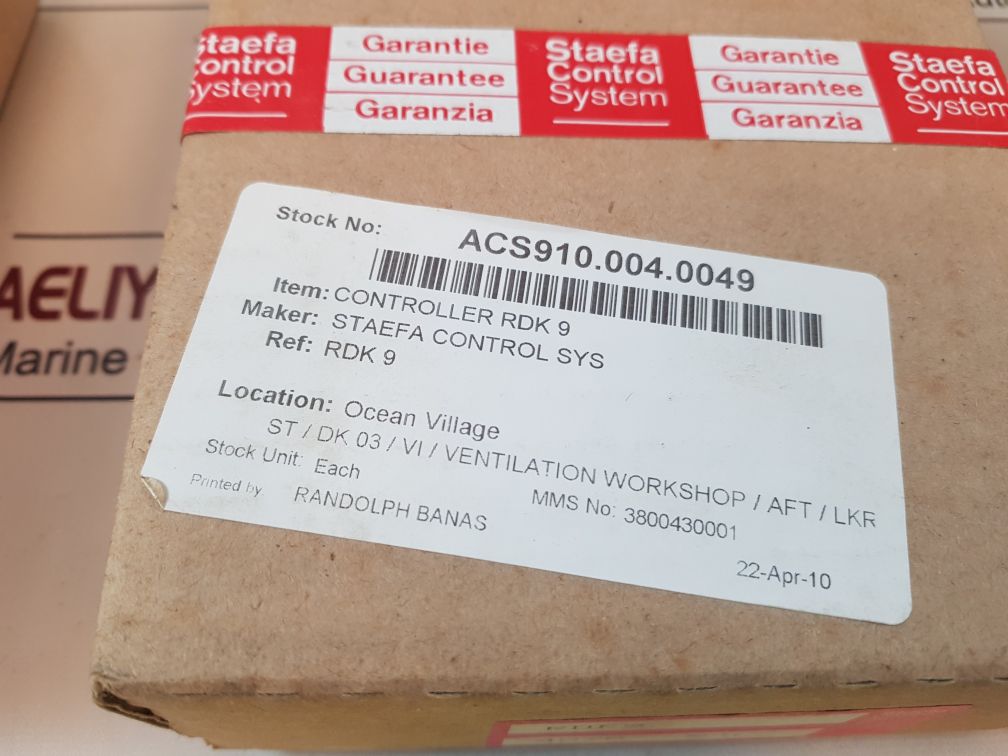 Staefa
Control
System
Garantie
Guarantee
Garanzia
Staefa
Control
System
Garantie
Guarantee
Garanzia
Staefa
Control
System
Stock No: ACS910.004.0049
Item: CONTROLLER RDK 9
Maker: STAEFA CONTROL SYS
Ref: RDK 9
Location: Ocean Village
ST / DK 03 / VI / VENTILATION WORKSHOP / AFT / LKR
Stock Unit: Each
MMS No: 3800430001
Printed by RANDOLPH BANAS
22-Apr-10
AELIY
Marine